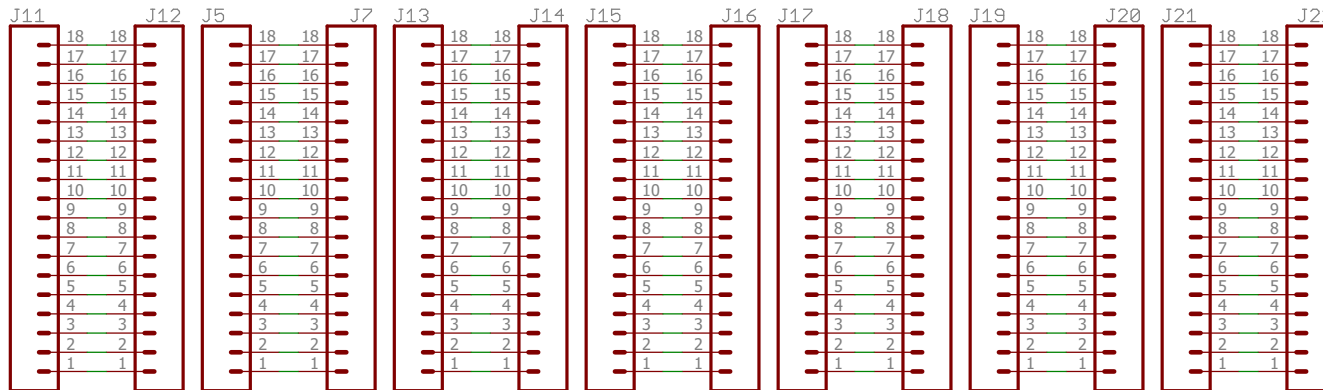 J11 J12 J5 J7 J13 J14 J15 J16 J17 J18 J19 J20 J21
18 18 18 18 18 18 18 18 18 18 18 18 18 18
17 17 17 17 17 17 17 17 17 17 17 17 17 17
16 16 16 16 16 16 16 16 16 16 16 16 16 16
15 15 15 15 15 15 15 15 15 15 15 15 15 15
14 14 14 14 14 14 14 14 14 14 14 14 14 14
13 13 13 13 13 13 13 13 13 13 13 13 13 13
12 12 12 12 12 12 12 12 12 12 12 12 12 12
11 11 11 11 11 11 11 11 11 11 11 11 11 11
10 10 10 10 10 10 10 10 10 10 10 10 10 10
9 9 9 9 9 9 9 9 9 9 9 9 9 9
8 8 8 8 8 8 8 8 8 8 8 8 8 8
7 7 7 7 7 7 7 7 7 7 7 7 7 7
6 6 6 6 6 6 6 6 6 6 6 6 6 6
5 5 5 5 5 5 5 5 5 5 5 5 5 5
4 4 4 4 4 4 4 4 4 4 4 4 4 4
3 3 3 3 3 3 3 3 3 3 3 3 3 3
2 2 2 2 2 2 2 2 2 2 2 2 2 2
1 1 1 1 1 1 1 1 1 1 1 1 1 1